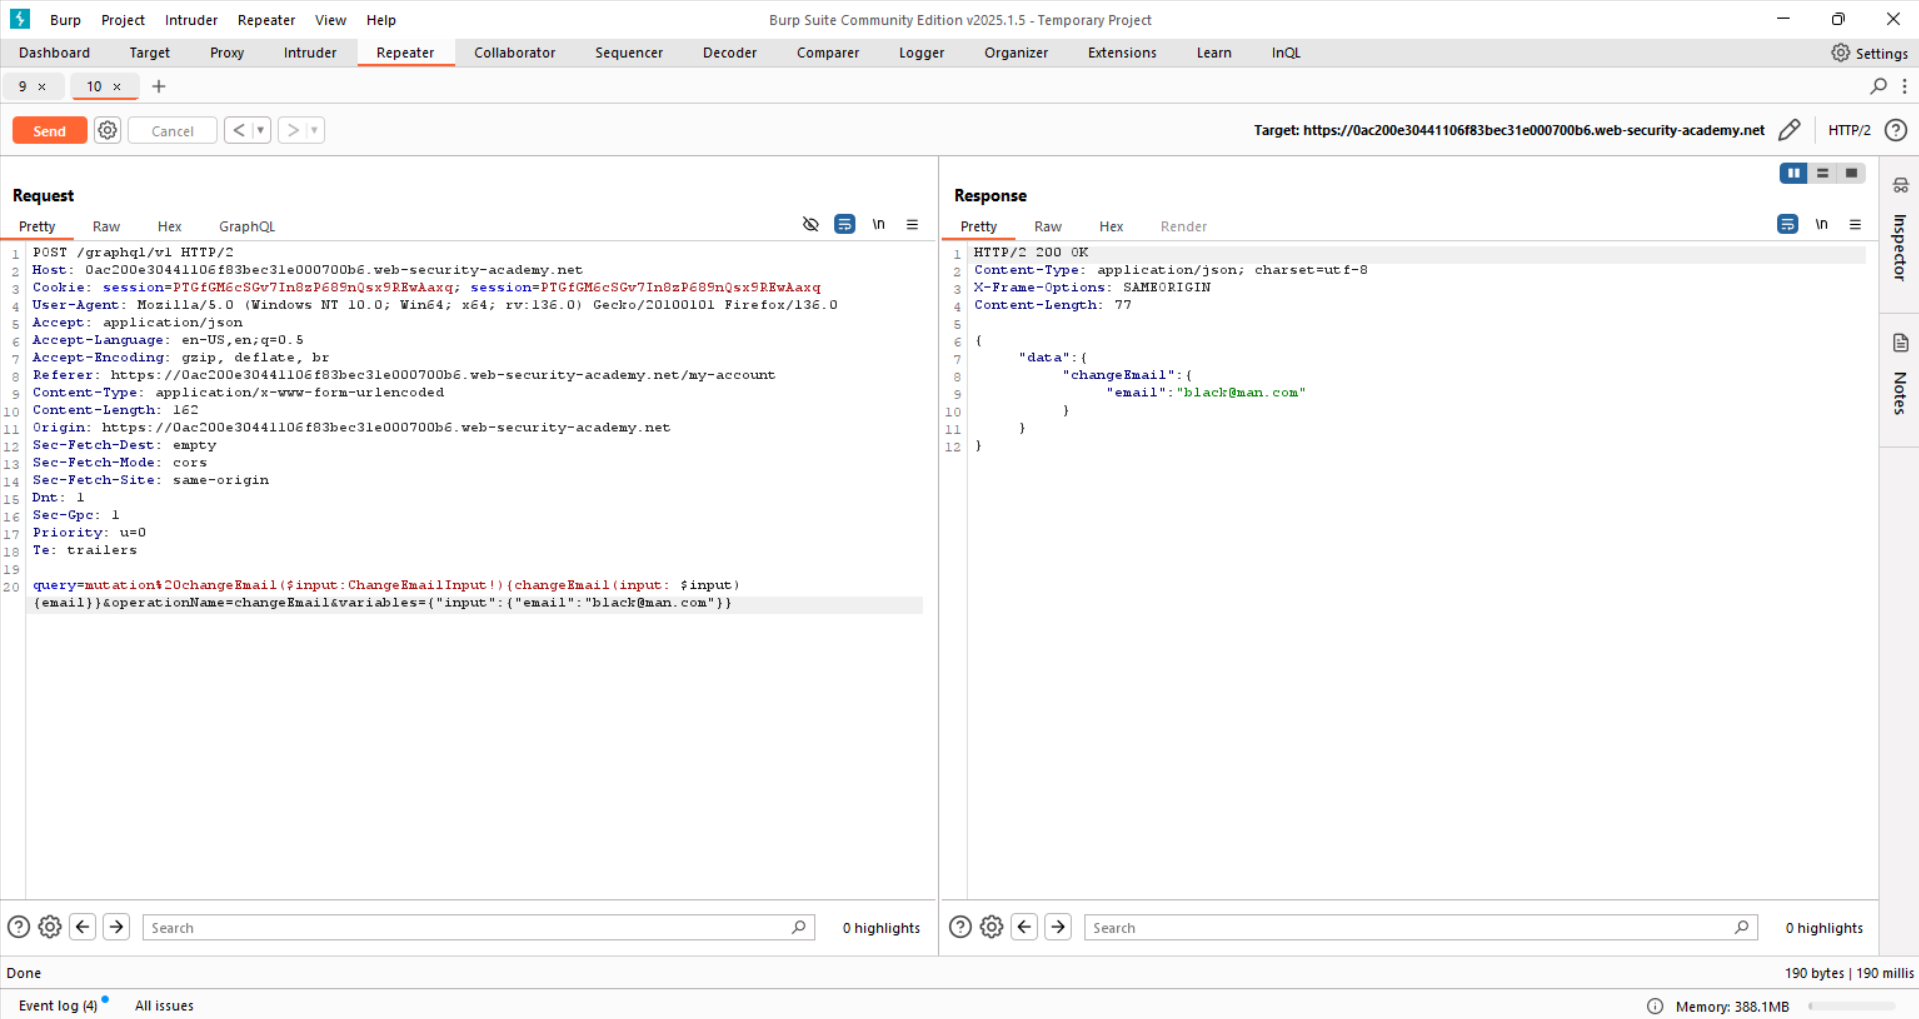 Burp Project Intruder Repeater View Help
Burp Suite Community Edition v2025.1.5 - Temporary Project
Dashboard Target Proxy Intruder Repeater Collaborator Sequencer Decoder Comparer Logger Organizer Extensions Learn InQL
Settings
9 × 10 × +
Send Cancel < > Target: https://0ac200e30441106f83bec31e000700b6.web-security-academy.net HTTP/2
Request
Pretty Raw Hex GraphQL \n
1 POST /graphql/v1 HTTP/2
2 Host: 0ac200e30441106f83bec31e000700b6.web-security-academy.net
3 Cookie: session=PTGfGM6cSGv7In8zP689nQsx9REwAaxq; session=PTGfGM6cSGv7In8zP689nQsx9REwAaxq
4 User-Agent: Mozilla/5.0 (Windows NT 10.0; Win64; x64; rv:136.0) Gecko/20100101 Firefox/136.0
5 Accept: application/json
6 Accept-Language: en-US,en;q=0.5
7 Accept-Encoding: gzip, deflate, br
8 Referer: https://0ac200e30441106f83bec31e000700b6.web-security-academy.net/my-account
9 Content-Type: application/x-www-form-urlencoded
10 Content-Length: 162
11 Origin: https://0ac200e30441106f83bec31e000700b6.web-security-academy.net
12 Sec-Fetch-Dest: empty
13 Sec-Fetch-Mode: cors
14 Sec-Fetch-Site: same-origin
15 Dnt: 1
16 Sec-Gpc: 1
17 Priority: u=0
18 Te: trailers
19
20 query=mutation%20changeEmail($input:ChangeEmailInput!){changeEmail(input: $input)
{email}}&operationName=changeEmail&variables={"input":{"email":"black@man.com"}}
Search
0 highlights
Response
Pretty Raw Hex Render \n
1 HTTP/2 200 OK
2 Content-Type: application/json; charset=utf-8
3 X-Frame-Options: SAMEORIGIN
4 Content-Length: 77
5
6 {
7 "data":{
8 "changeEmail":{
9 "email":"black@man.com"
10 }
11 }
12 }
Search
0 highlights
Inspector
Notes
Done
190 bytes | 190 millis
Event log (4) All issues
Memory: 388.1MB